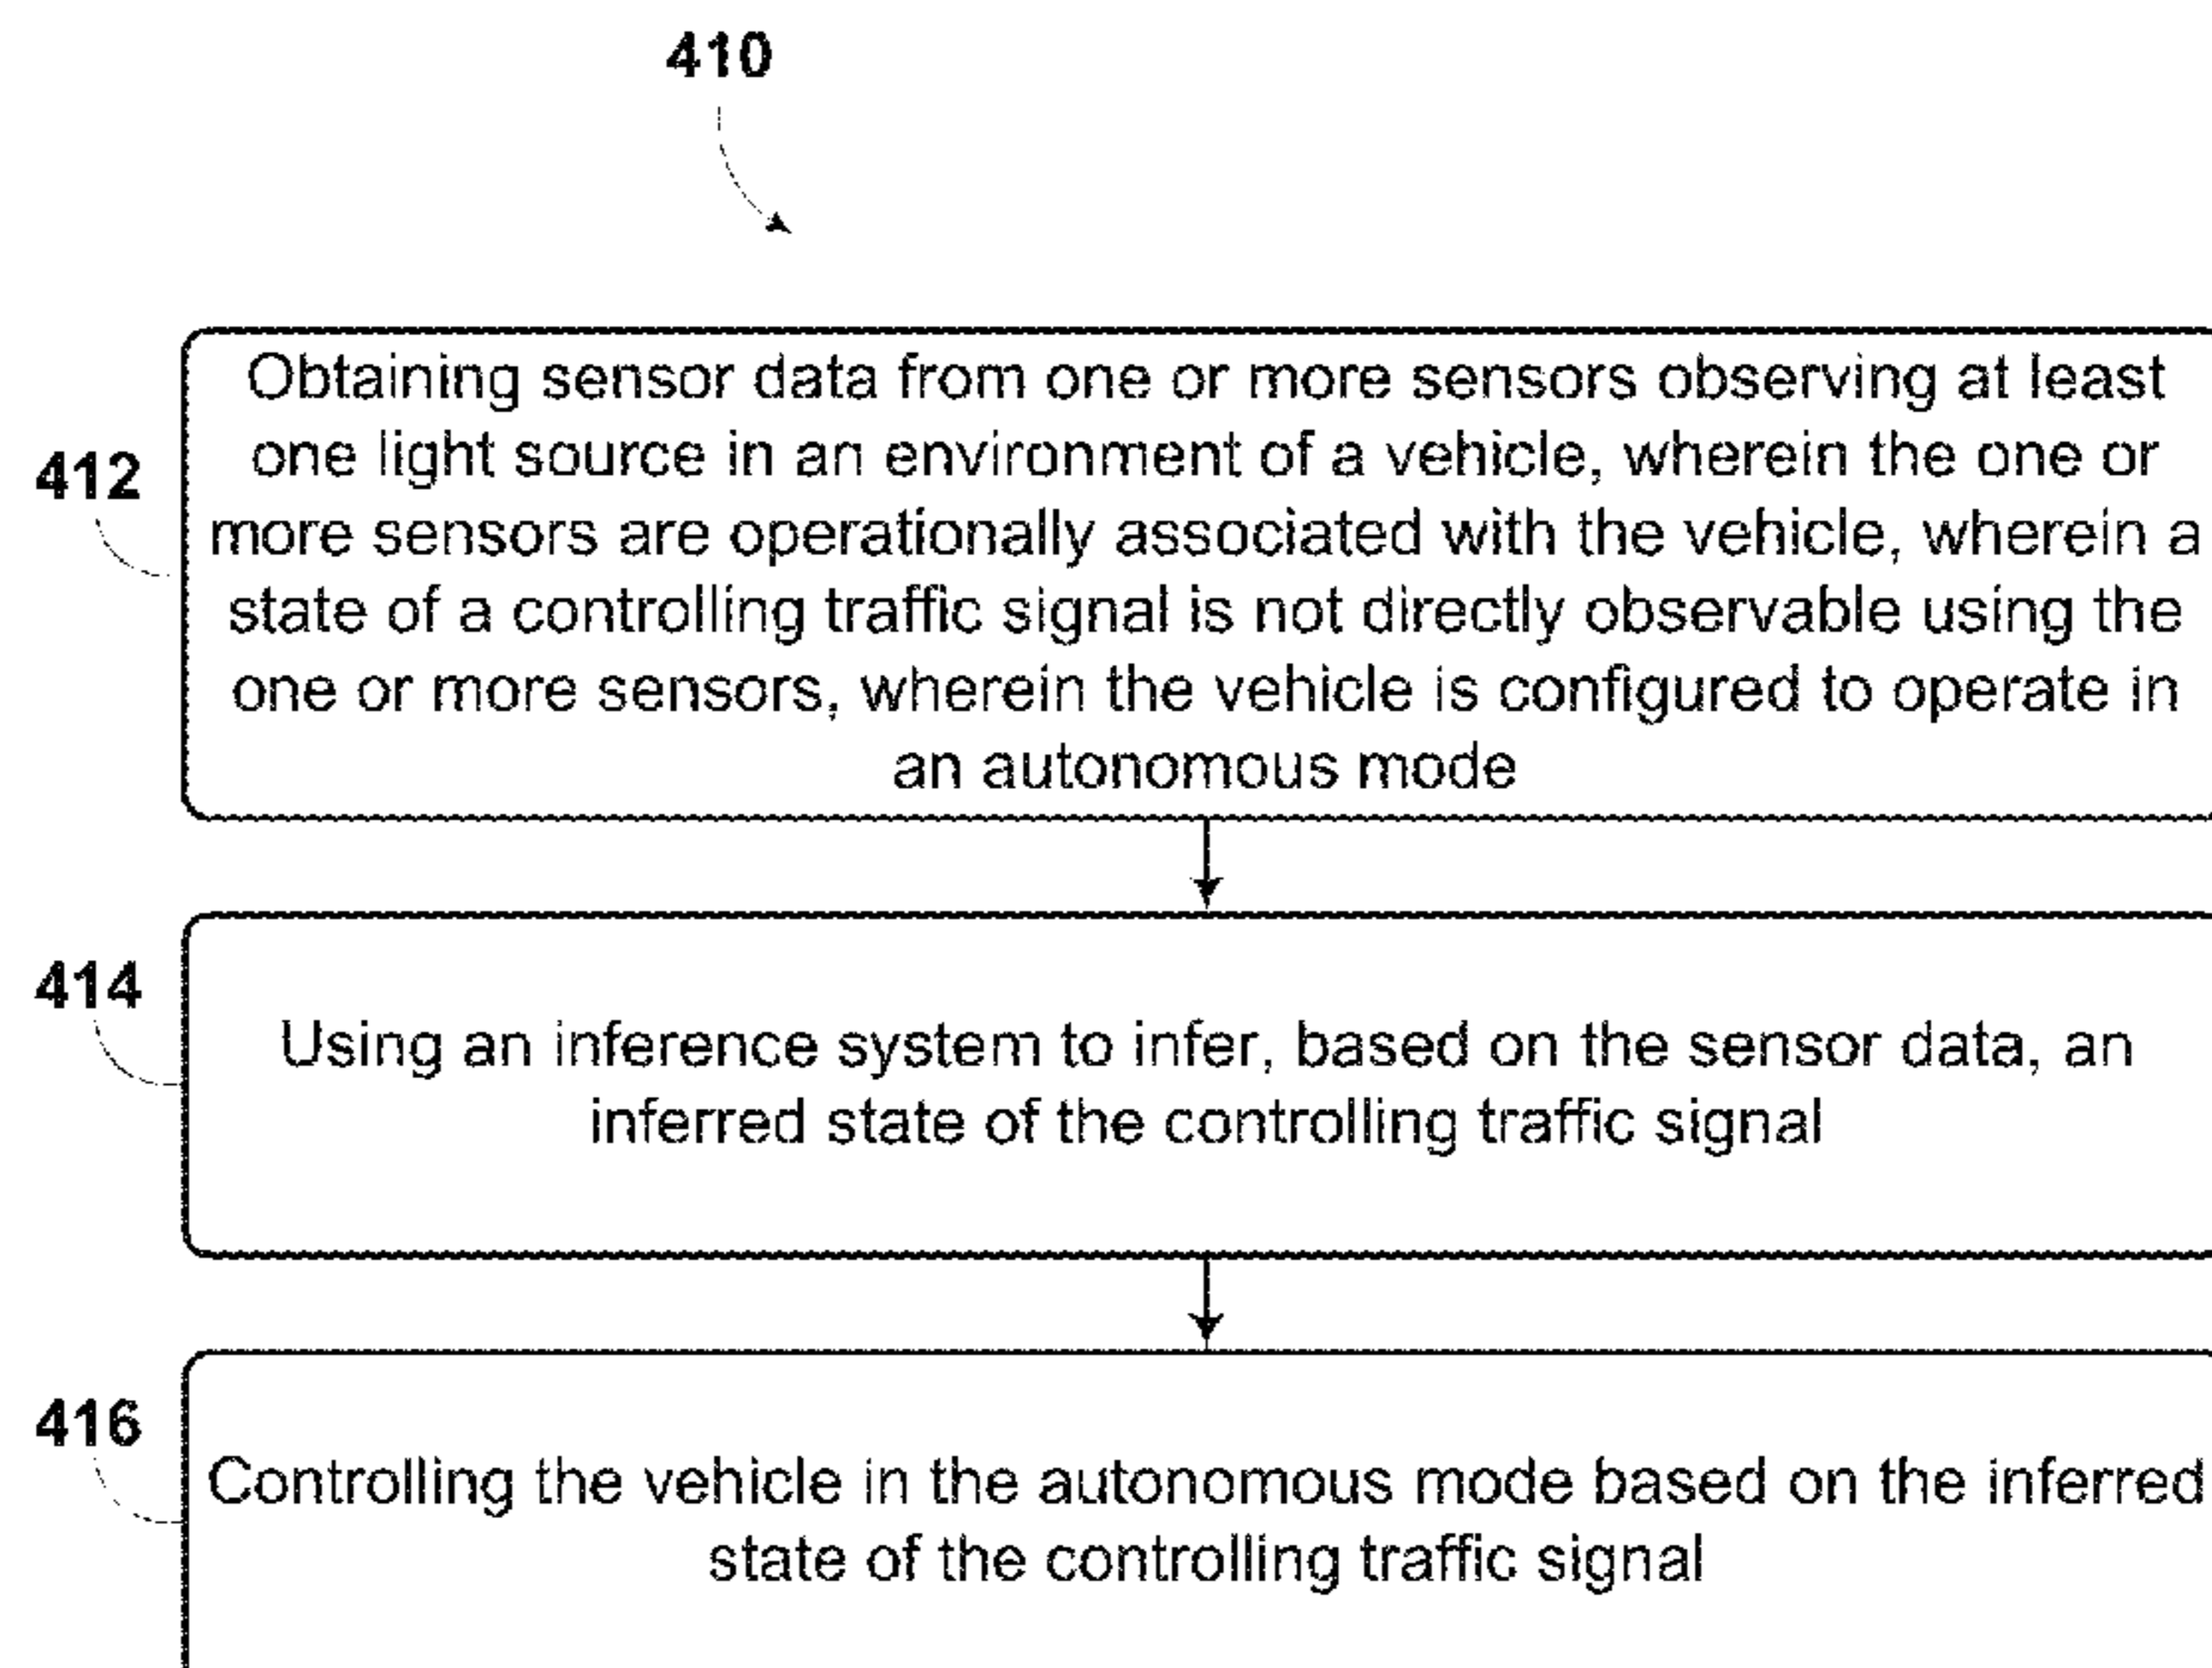 410
412
Obtaining sensor data from one or more sensors observing at least
one light source in an environment of a vehicle, wherein the one or
more sensors are operationally associated with the vehicle, wherein a
state of a controlling traffic signal is not directly observable using the
one or more sensors, wherein the vehicle is configured to operate in
an autonomous mode
414
Using an inference system to infer, based on the sensor data, an
inferred state of the controlling traffic signal
416
Controlling the vehicle in the autonomous mode based on the inferred
state of the controlling traffic signal